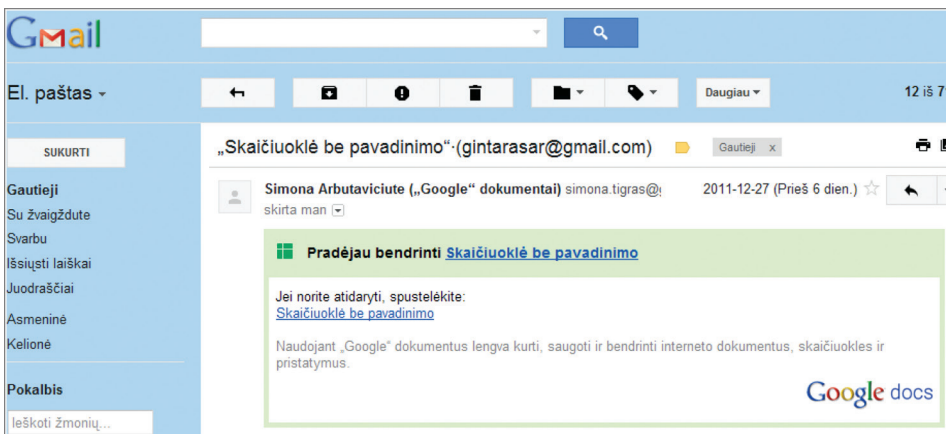 Gmail
El. paštas
Daugiau
12 iš
SUKURTI
„Skaičiuoklė be pavadinimo“·(gintarasar@gmail.com)
Gautieji x
Gautieji
Su žvaigždute
Svarbu
Išsiųsti laiškai
Juodraščiai
Asmeninė
Kelionė
Pokalbis
Ieškoti žmonių...
Simona Arbutaviciute („Google“ dokumentai) simona.tigras@
2011-12-27 (Prieš 6 dien.)
skirta man
Pradėjau bendrinti Skaičiuoklė be pavadinimo
Jei norite atidaryti, spustelėkite:
Skaičiuoklė be pavadinimo
Naudojant „Google“ dokumentus lengva kurti, saugoti ir bendrinti interneto dokumentus, skaičiuokles ir
pristatymus.
Google docs